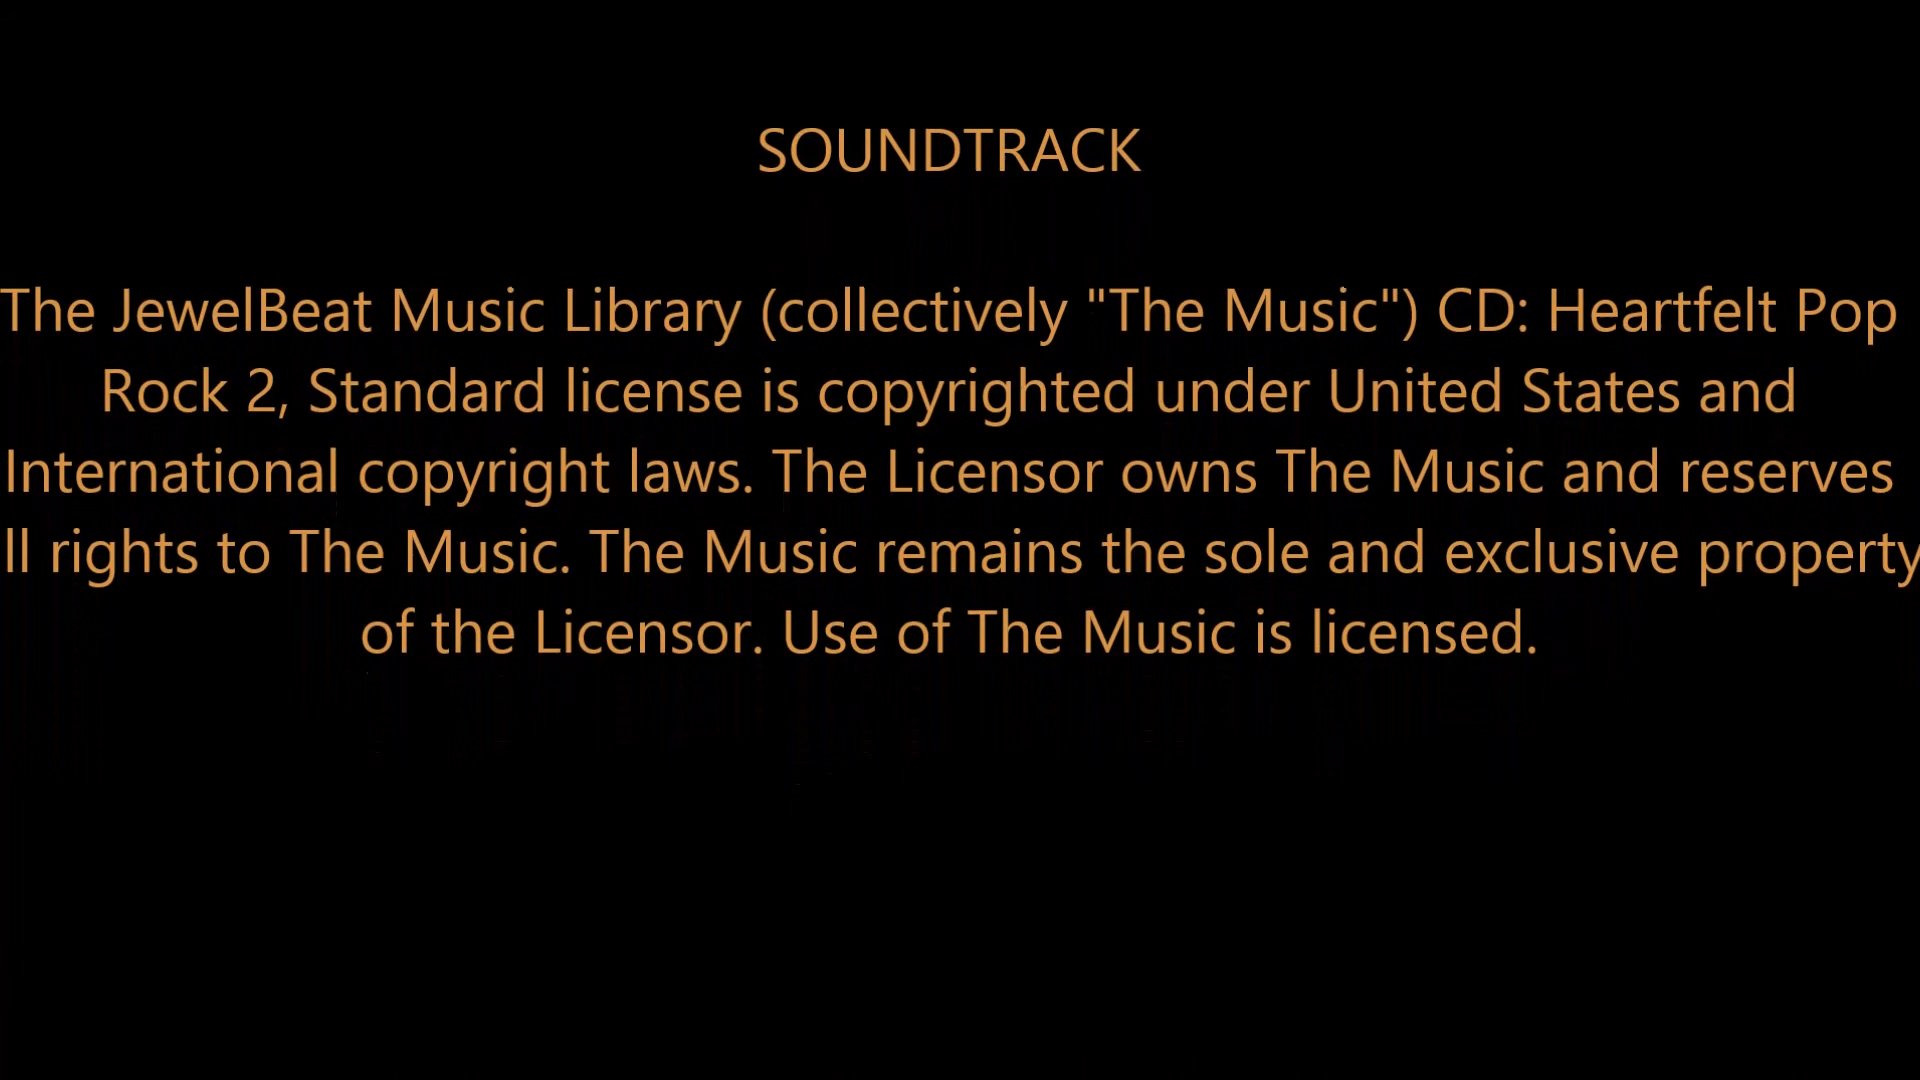 SOUNDTRACK
The JewelBeat Music Library (collectively "The Music") CD: Heartfelt Pop
Rock 2, Standard license is copyrighted under United States and
International copyright laws. The Licensor owns The Music and reserves
ll rights to The Music. The Music remains the sole and exclusive property
of the Licensor. Use of The Music is licensed.